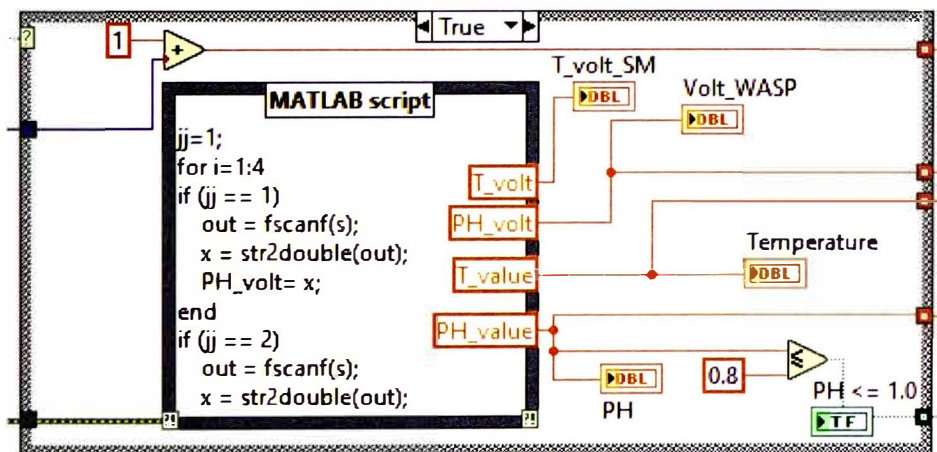 True
?
1
+
T_volt_SM
DBL
Volt_WASP
DBL
MATLAB script
jj=1;
for i=1:4
if (jj == 1)
out = fscanf(s);
x = str2double(out);
PH_volt= x;
end
if (jj == 2)
out = fscanf(s);
x = str2double(out);
T_volt
PH_volt
T_value
PH_value
Temperature
DBL
DBL
PH
0.8
≤
PH <= 1.0
TF